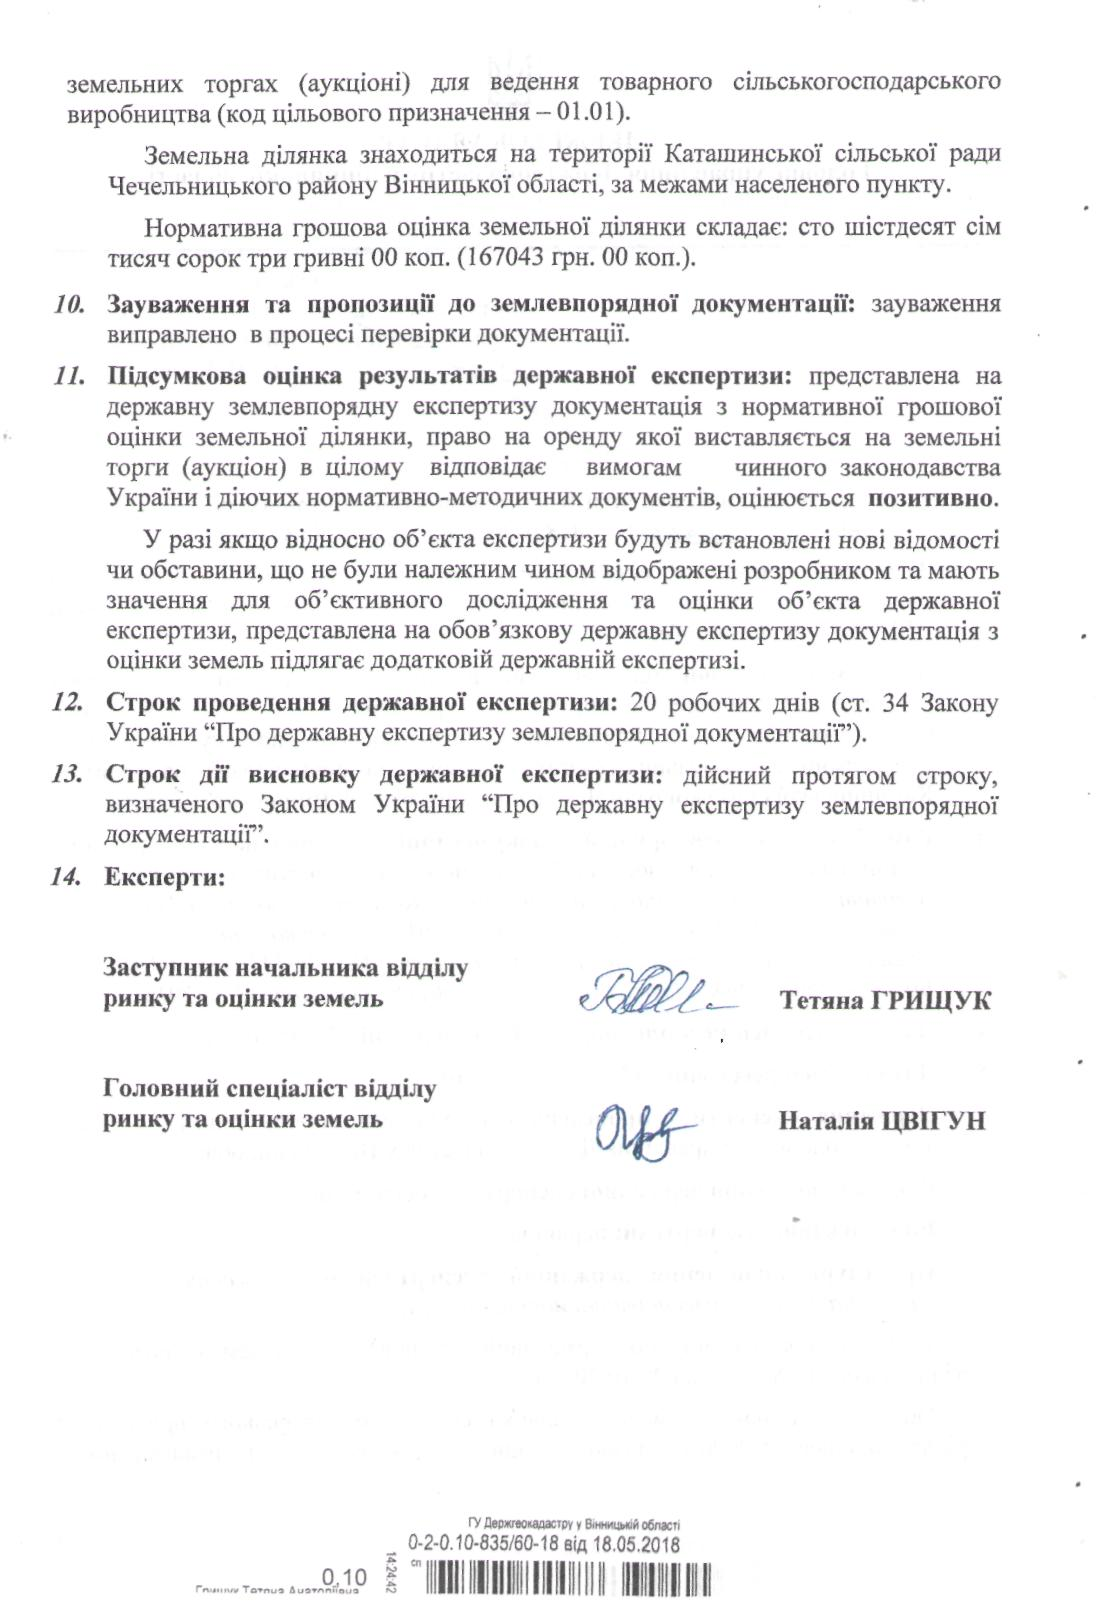 земельних торгах (аукціоні) для ведення товарного сільськогосподарського
виробництва (код цільового призначення – 01.01).
Земельна ділянка знаходиться на території Каташинської сільської ради
Чечельницького району Вінницької області, за межами населеного пункту.
Нормативна грошова оцінка земельної ділянки складає: сто шістдесят сім
тисяч сорок три гривні 00 коп. (167043 грн. 00 коп.).
10. Зауваження та пропозиції до землевпорядної документації: зауваження
виправлено в процесі перевірки документації.
11. Підсумкова оцінка результатів державної експертизи: представлена на
державну землевпорядну експертизу документація з нормативної грошової
оцінки земельної ділянки, право на оренду якої виставляється на земельні
торги (аукціон) в цілому відповідає вимогам чинного законодавства
України і діючих нормативно-методичних документів, оцінюється позитивно.
У разі якщо відносно об’єкта експертизи будуть встановлені нові відомості
чи обставини, що не були належним чином відображені розробником та мають
значення для об’єктивного дослідження та оцінки об’єкта державної
експертизи, представлена на обов’язкову державну експертизу документація з
оцінки земель підлягає додатковій державній експертизі.
12. Строк проведення державної експертизи: 20 робочих днів (ст. 34 Закону
України “Про державну експертизу землевпорядної документації”).
13. Строк дії висновку державної експертизи: дійсний протягом строку,
визначеного Законом України “Про державну експертизу землевпорядної
документації”.
14. Експерти:
Заступник начальника відділу
ринку та оцінки земель Тетяна ГРИЩУК
Головний спеціаліст відділу
ринку та оцінки земель Наталія ЦВІГУН
ГУ Держгеокадастру у Вінницькій області
0-2-0.10-835/60-18 від 18.05.2018
сп
14:24:42
0,10
Грищук Тетяна Анатоліївна